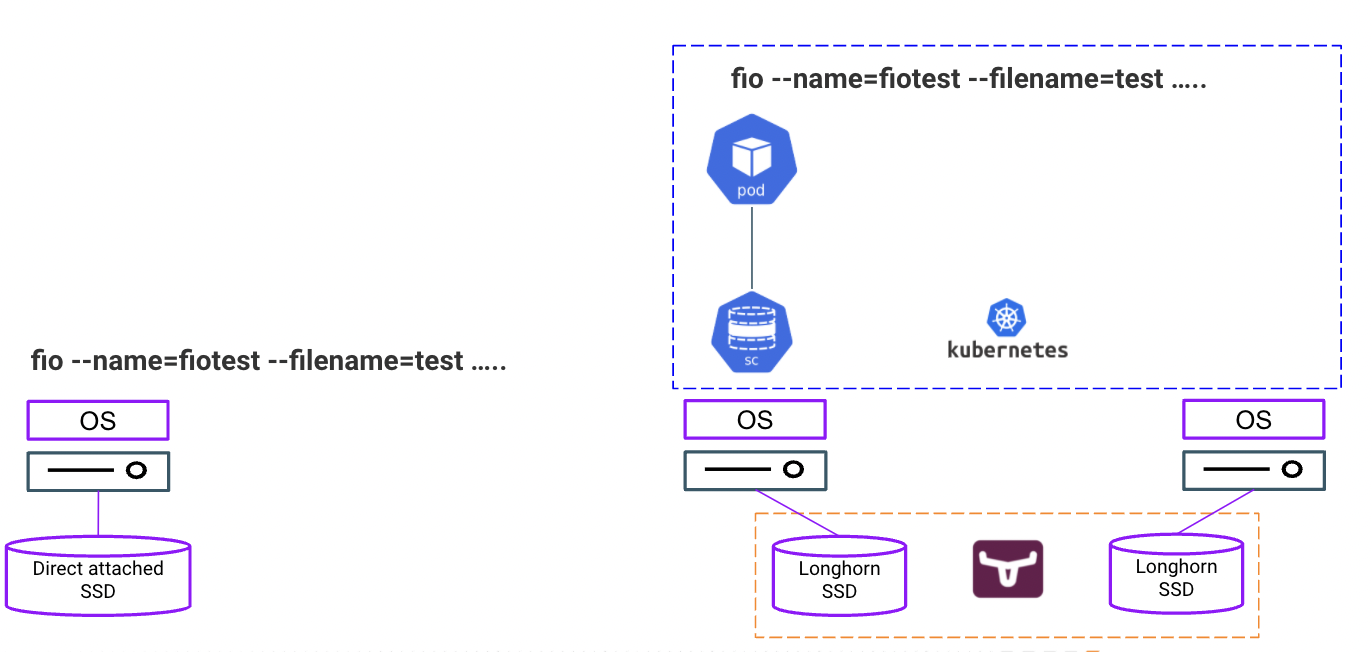 fio --name=fiotest --filename=test …..
pod
sc
kubernetes
fio --name=fiotest --filename=test …..
OS
OS
OS
Direct attached
SSD
Longhorn
SSD
Longhorn
SSD